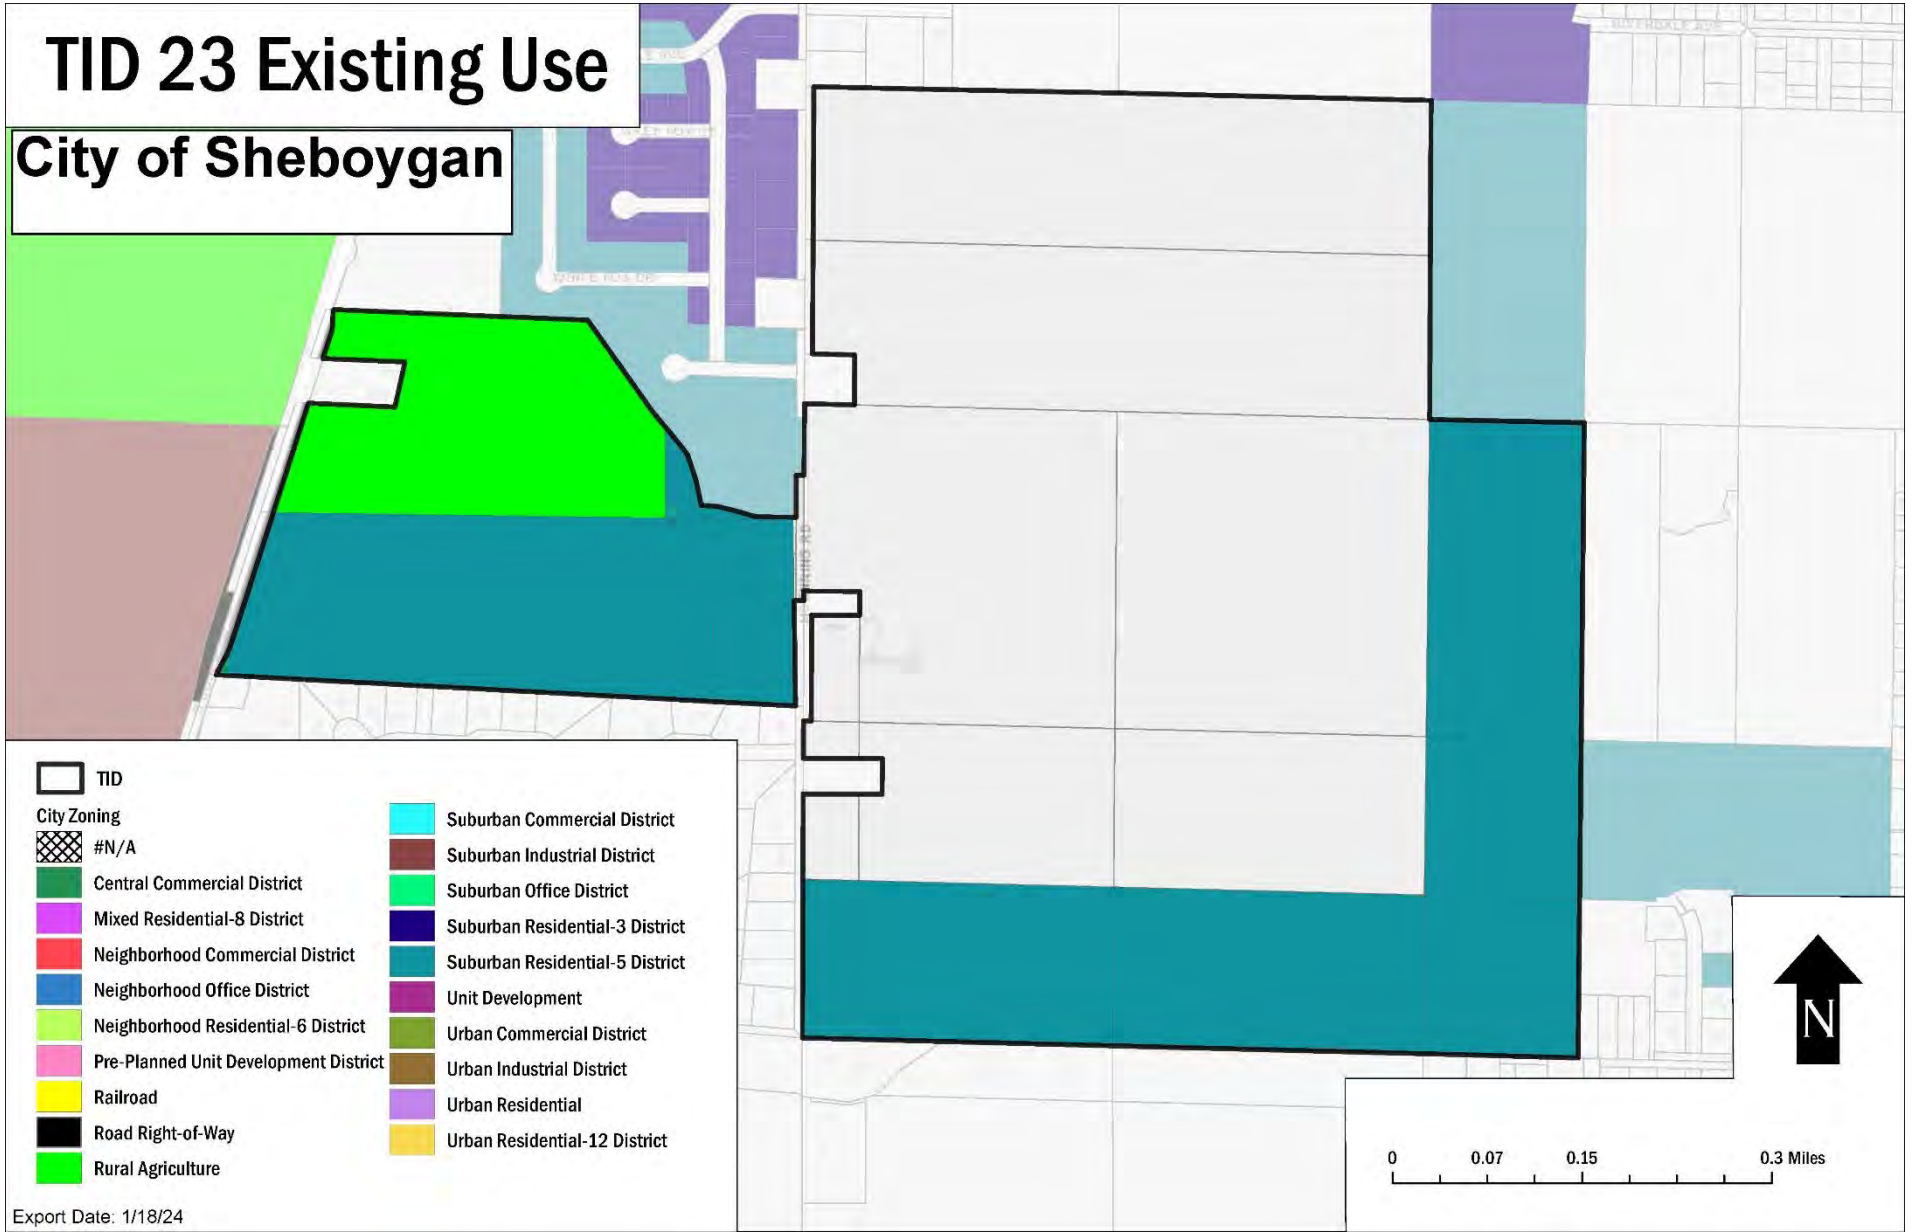 TID 23 Existing Use
City of Sheboygan
RIVERDALE AVE
TID
City Zoning
#N/A
Central Commercial District
Mixed Residential-8 District
Neighborhood Commercial District
Neighborhood Office District
Neighborhood Residential-6 District
Pre-Planned Unit Development District
Railroad
Road Right-of-Way
Rural Agriculture
Suburban Commercial District
Suburban Industrial District
Suburban Office District
Suburban Residential-3 District
Suburban Residential-5 District
Unit Development
Urban Commercial District
Urban Industrial District
Urban Residential
Urban Residential-12 District
N
0 0.07 0.15 0.3 Miles
Export Date: 1/18/24